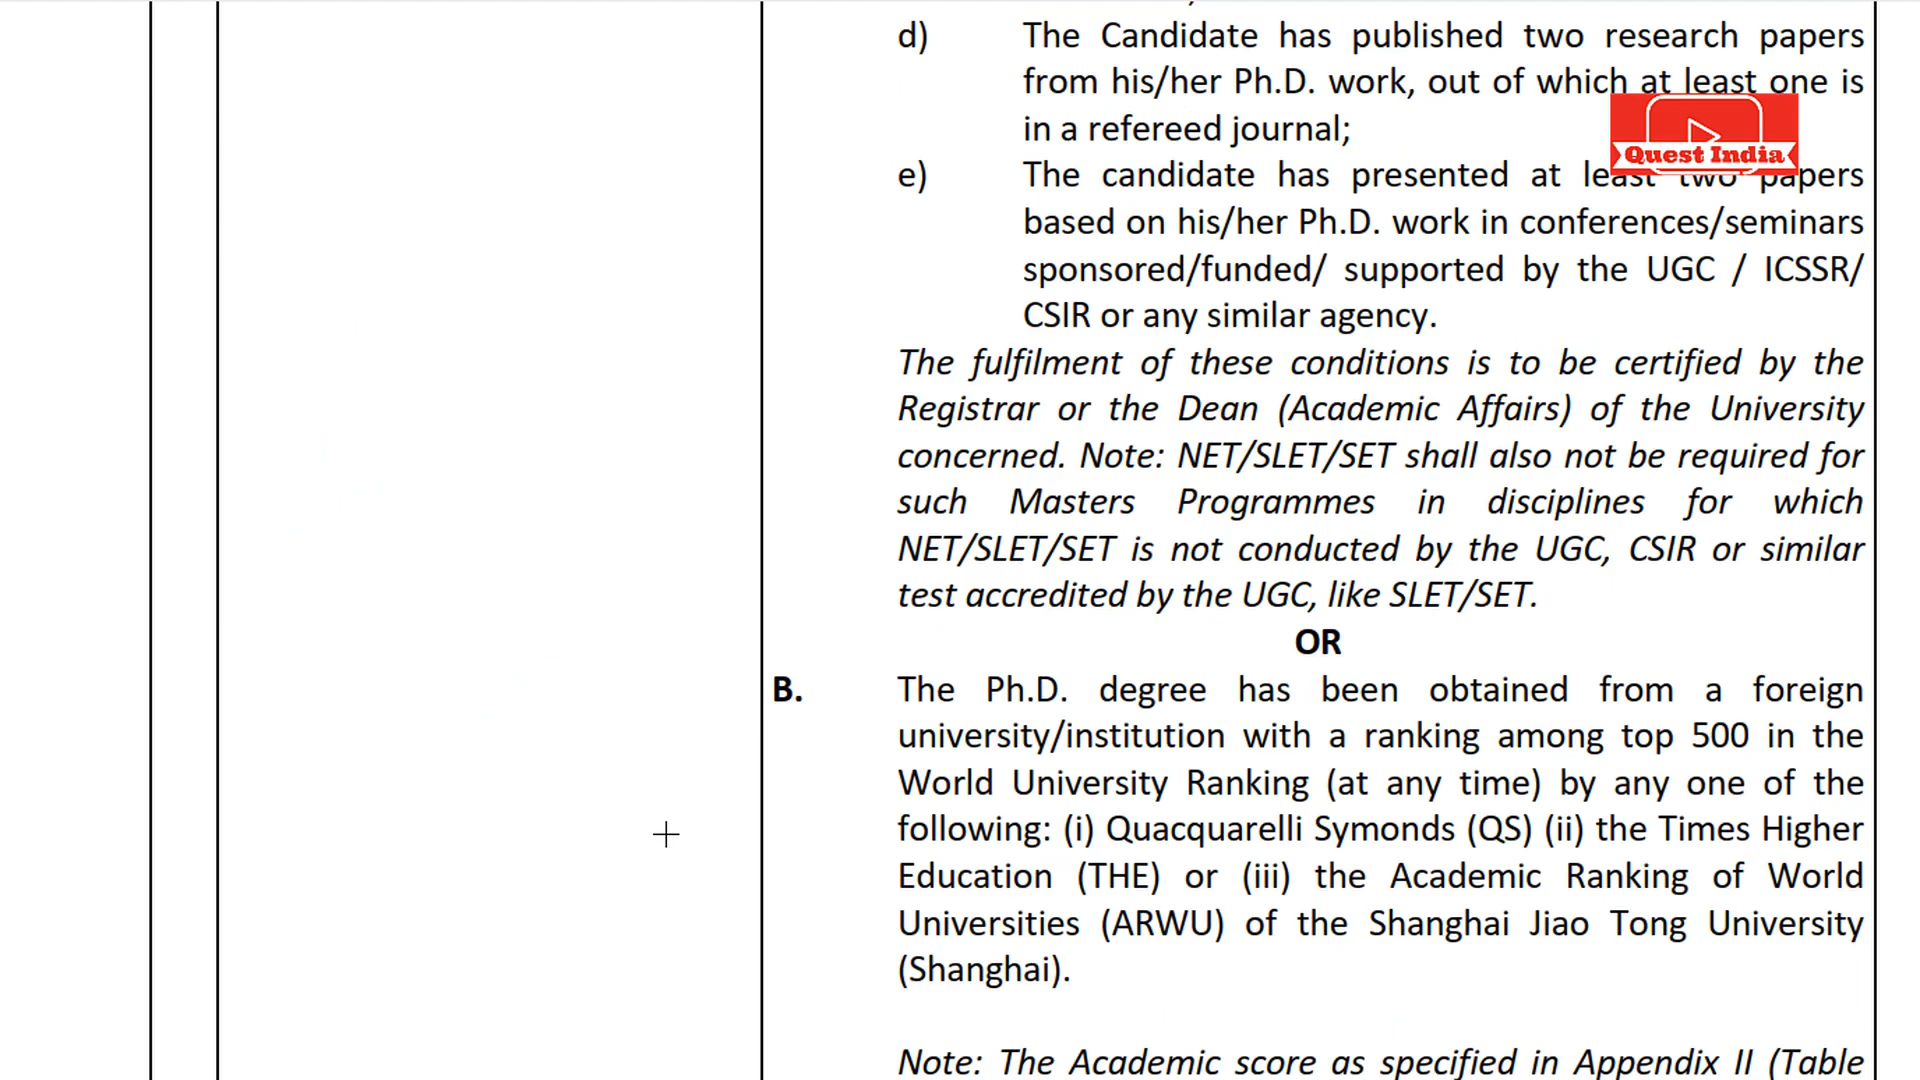 d) The Candidate has published two research papers
from his/her Ph.D. work, out of which at least one is
in a refereed journal;
Quest India
e) The candidate has presented at least two papers
based on his/her Ph.D. work in conferences/seminars
sponsored/funded/ supported by the UGC / ICSSR/
CSIR or any similar agency.
The fulfilment of these conditions is to be certified by the
Registrar or the Dean (Academic Affairs) of the University
concerned. Note: NET/SLET/SET shall also not be required for
such Masters Programmes in disciplines for which
NET/SLET/SET is not conducted by the UGC, CSIR or similar
test accredited by the UGC, like SLET/SET.
OR
B. The Ph.D. degree has been obtained from a foreign
university/institution with a ranking among top 500 in the
World University Ranking (at any time) by any one of the
following: (i) Quacquarelli Symonds (QS) (ii) the Times Higher
Education (THE) or (iii) the Academic Ranking of World
Universities (ARWU) of the Shanghai Jiao Tong University
(Shanghai).
Note: The Academic score as specified in Appendix II (Table